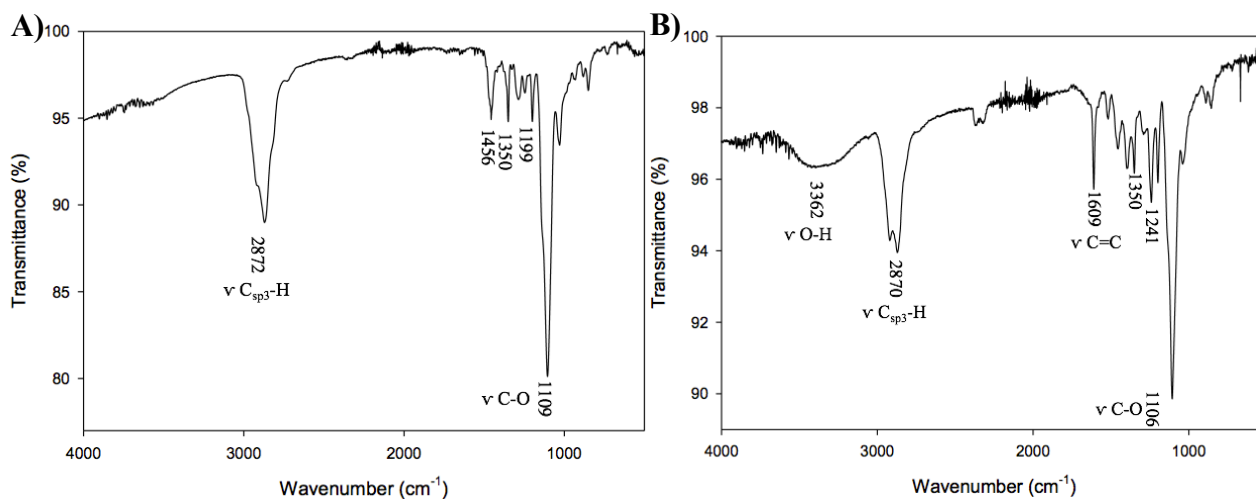 A)
100
95
90
85
80
Transmittance (%)
2872
ѵ Csp3-H
1456
1350
1199
1109
ѵ C-O
4000
3000
2000
1000
Wavenumber (cm-1)
B)
100
98
96
94
92
90
Transmittance (%)
3362
ѵ O-H
2870
ѵ Csp3-H
1609
ѵ C=C
1350
1241
1106
ѵ C-O
4000
3000
2000
1000
Wavenumber (cm-1)